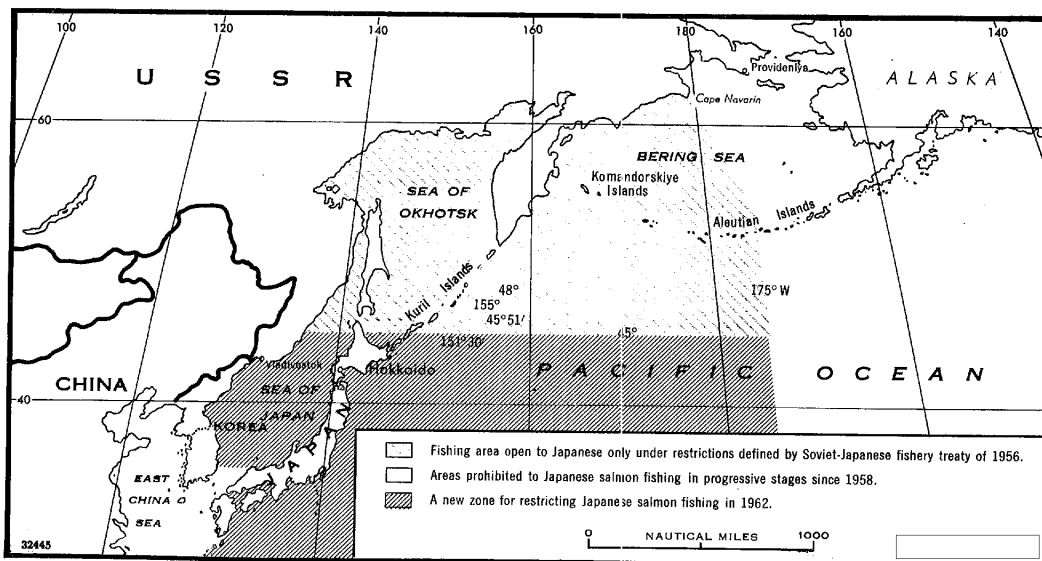 100
120
140
160
180
160
140
U S S R
Provideniya
ALASKA
Cape Navarin
60
BERING SEA
SEA OF
OKHOTSK
Komandorskiye
Islands
Aleutian Islands
Kuril Islands
48°
155°
45°51'
175°W
151°30'
45°
Vladivostok
Hokkoido
PACIFIC OCEAN
CHINA
SEA OF
JAPAN
40
KOREA
JAPAN
EAST
CHINA
SEA
Fishing area open to Japanese only under restrictions defined by Soviet-Japanese fishery treaty of 1956.
Areas prohibited to Japanese salmon fishing in progressive stages since 1958.
A new zone for restricting Japanese salmon fishing in 1962.
0 NAUTICAL MILES 1000
32445